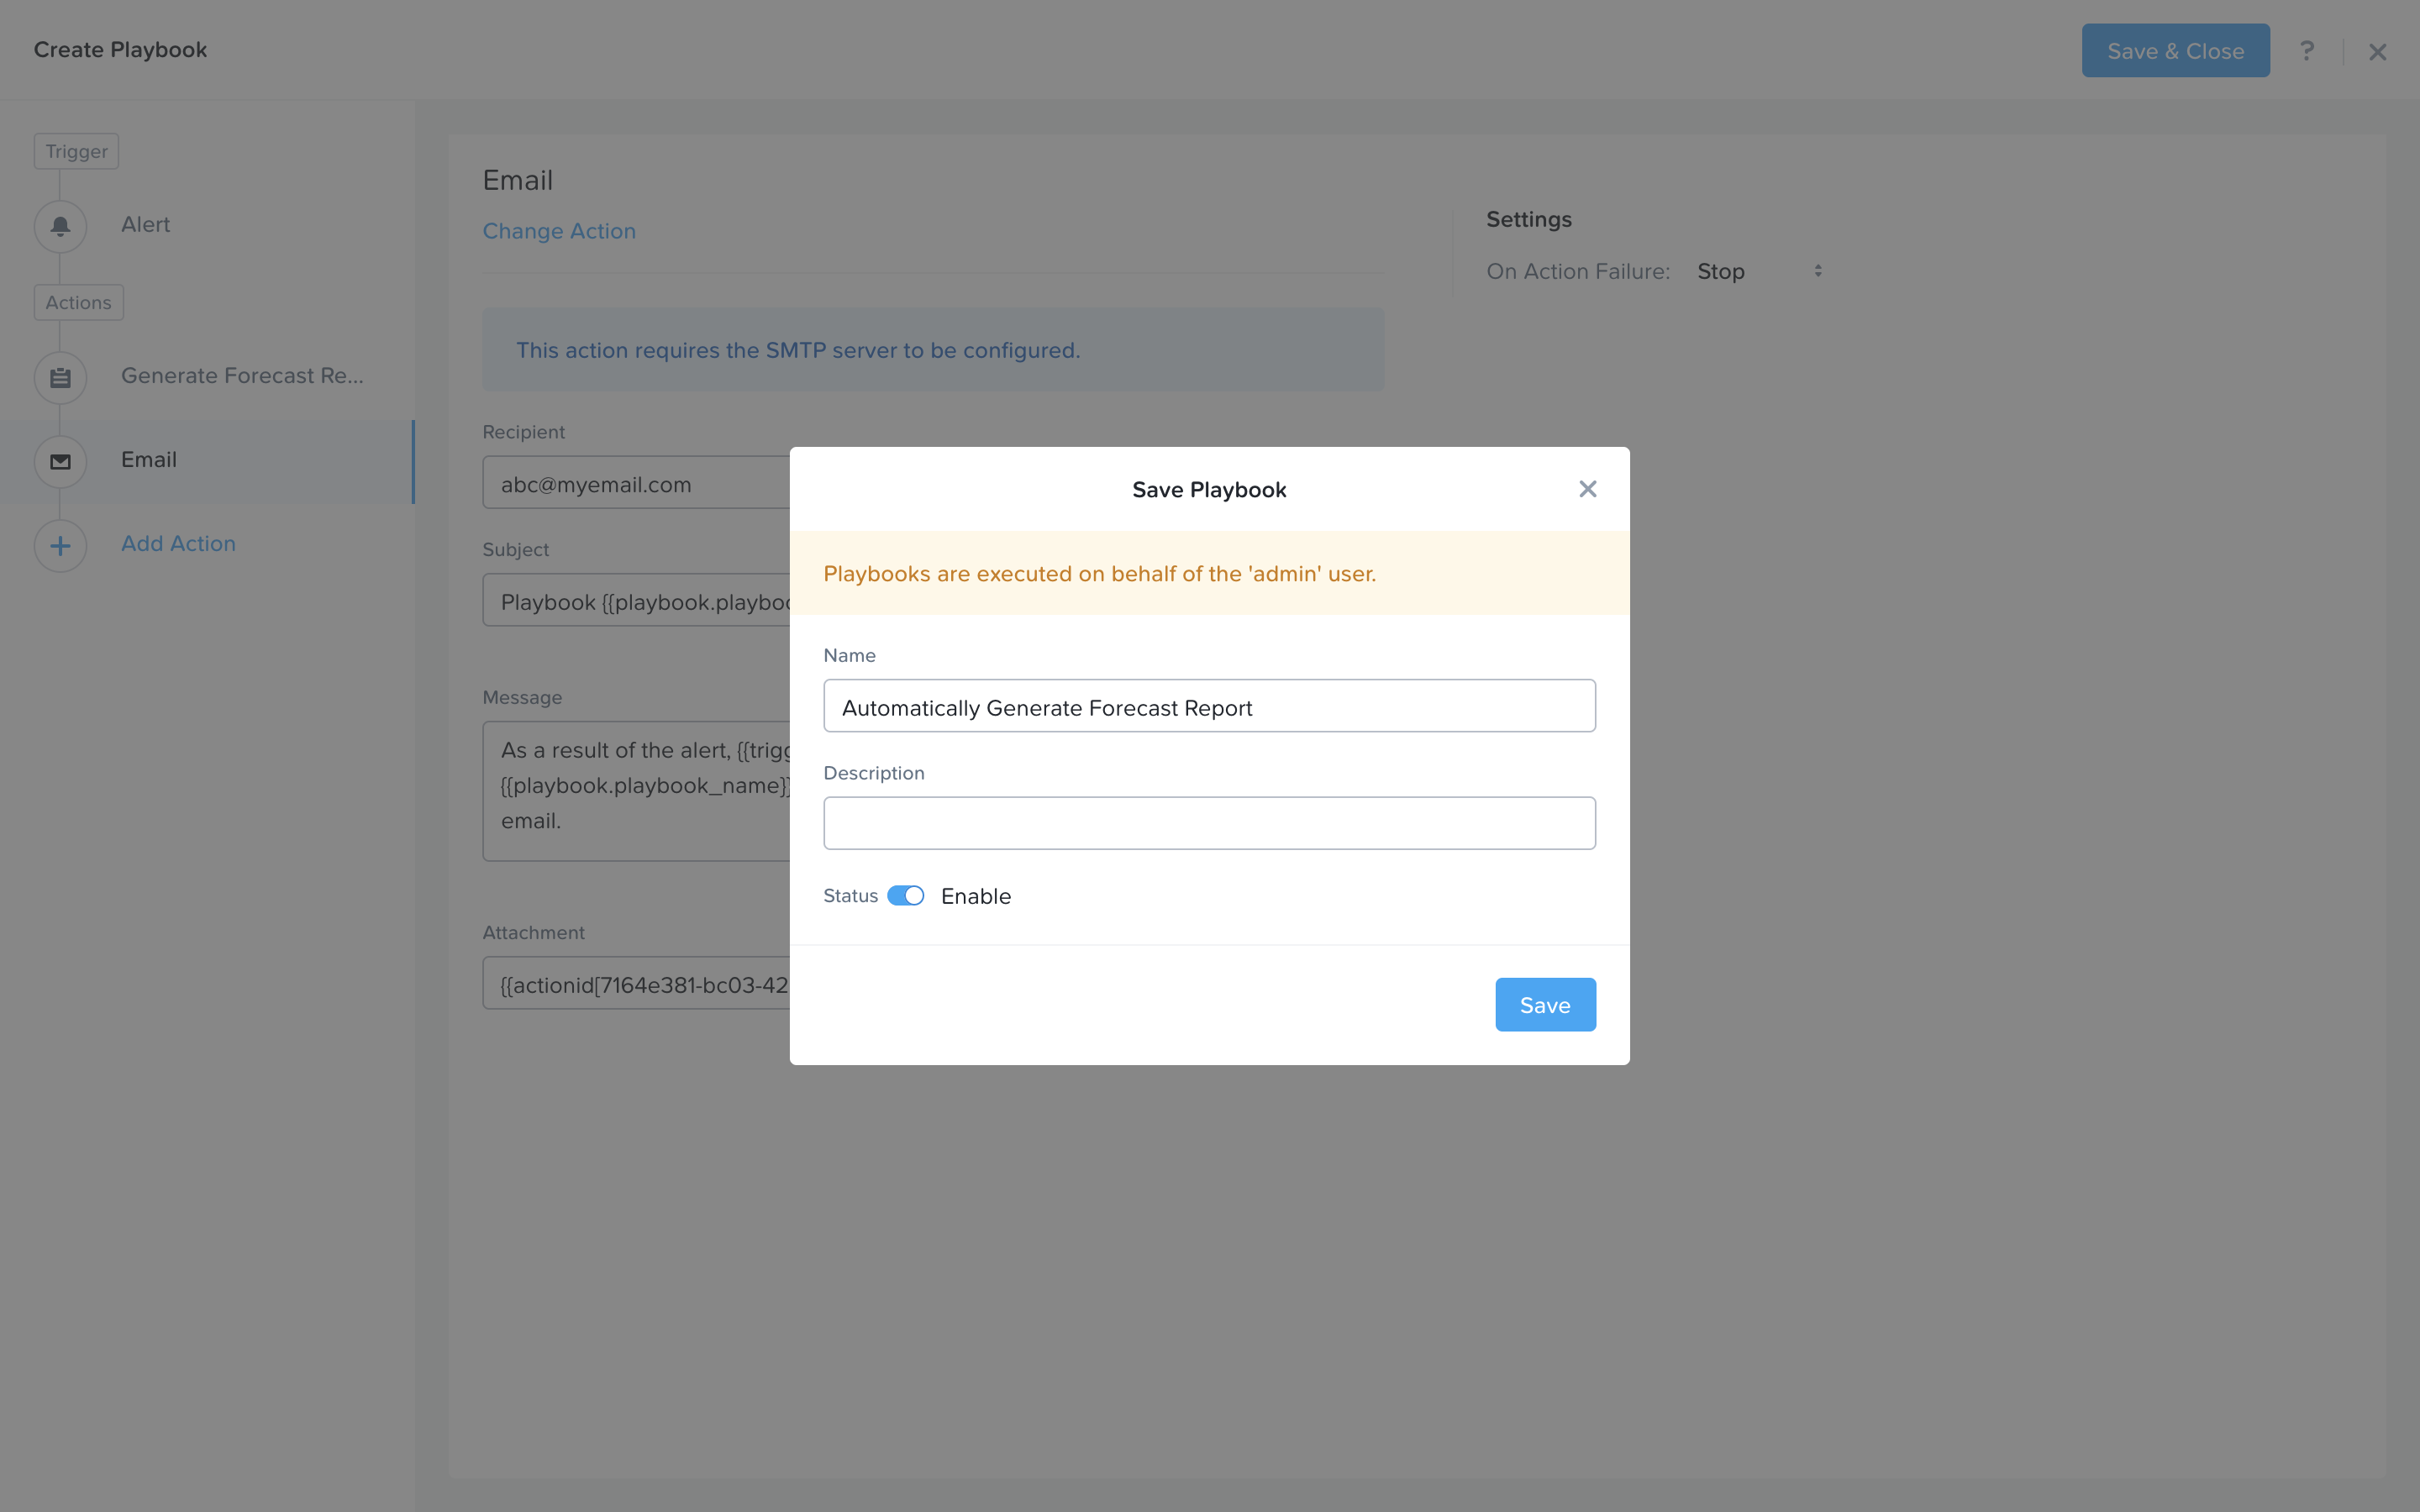 Create Playbook
Save & Close
?
Trigger
Alert
Actions
Generate Forecast Re...
Email
Add Action
Email
Change Action
Settings
On Action Failure: Stop
This action requires the SMTP server to be configured.
Recipient
abc@myemail.com
Subject
Playbook {{playbook.playboo
Message
As a result of the alert, {{trigg
{{playbook.playbook_name}}
email.
Attachment
{{actionid[7164e381-bc03-42
Save Playbook
Playbooks are executed on behalf of the 'admin' user.
Name
Automatically Generate Forecast Report
Description
Status Enable
Save